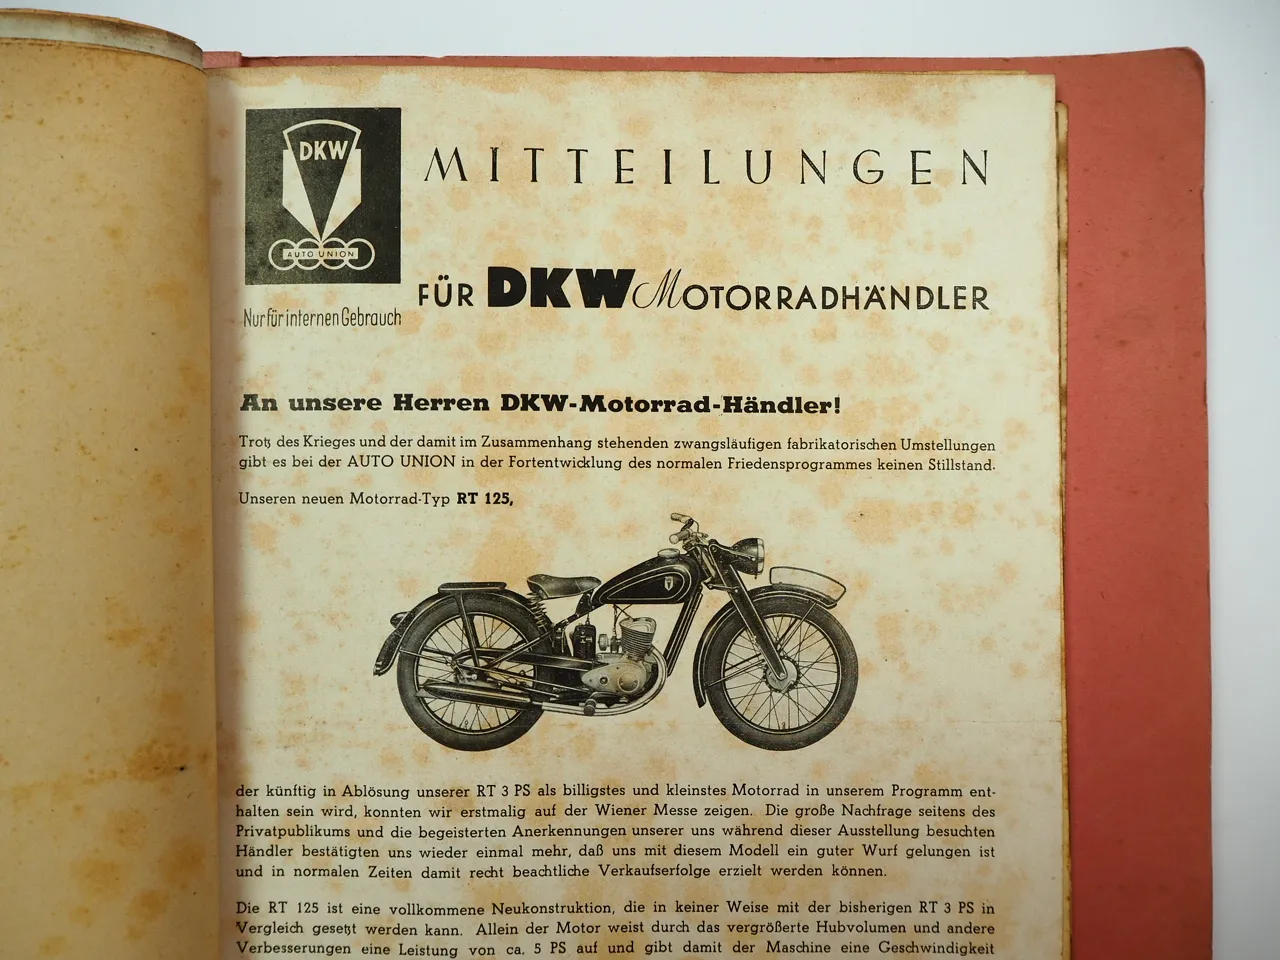 DKW
AUTO UNION
MITTEILUNGEN
FÜR DKW MOTORRADHÄNDLER
Nur für internen Gebrauch
An unsere Herren DKW-Motorrad-Händler!
Trotz des Krieges und der damit im Zusammenhang stehenden zwangsläufigen fabrikatorischen Umstellungen
gibt es bei der AUTO UNION in der Fortentwicklung des normalen Friedensprogrammes keinen Stillstand.
Unseren neuen Motorrad-Typ RT 125,
der künftig in Ablösung unserer RT 3 PS als billigstes und kleinstes Motorrad in unserem Programm ent-
halten sein wird, konnten wir erstmalig auf der Wiener Messe zeigen. Die große Nachfrage seitens des
Privatpublikums und die begeisterten Anerkennungen unserer uns während dieser Ausstellung besuchten
Händler bestätigten uns wieder einmal mehr, daß uns mit diesem Modell ein guter Wurf gelungen ist
und in normalen Zeiten damit recht beachtliche Verkaufserfolge erzielt werden können.
Die RT 125 ist eine vollkommene Neukonstruktion, die in keiner Weise mit der bisherigen RT 3 PS in
Vergleich gesetzt werden kann. Allein der Motor weist durch das vergrößerte Hubvolumen und andere
Verbesserungen eine Leistung von ca. 5 PS auf und gibt damit der Maschine eine Geschwindigkeit